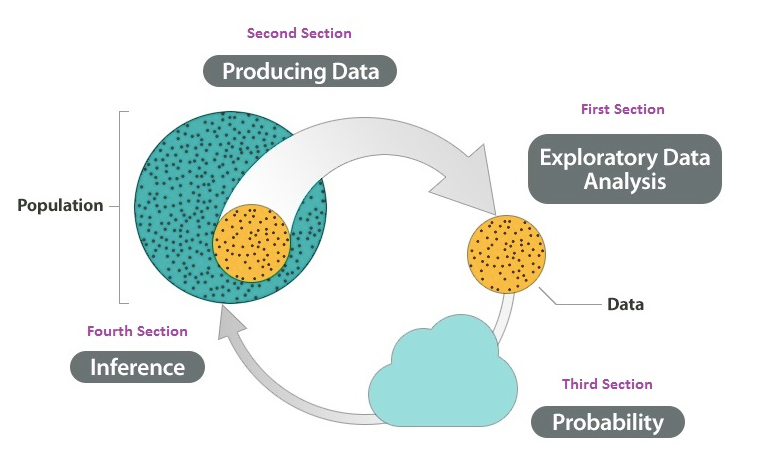 Second Section
Producing Data
First Section
Exploratory Data
Analysis
Population
Data
Fourth Section
Inference
Third Section
Probability